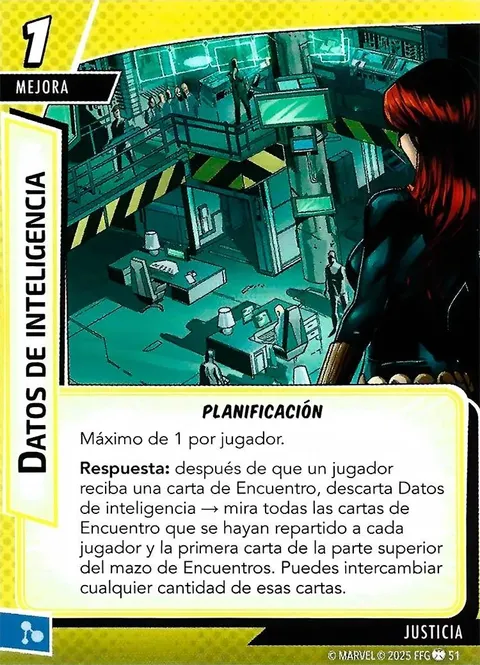 1
MEJORA
DATOS DE INTELIGENCIA
PLANIFICACIÓN
Máximo de 1 por jugador.
Respuesta: después de que un jugador
reciba una carta de Encuentro, descarta Datos
de inteligencia → mira todas las cartas de
Encuentro que se hayan repartido a cada
jugador y la primera carta de la parte superior
del mazo de Encuentros. Puedes intercambiar
cualquier cantidad de esas cartas.
JUSTICIA
© MARVEL © 2025 FFG 51